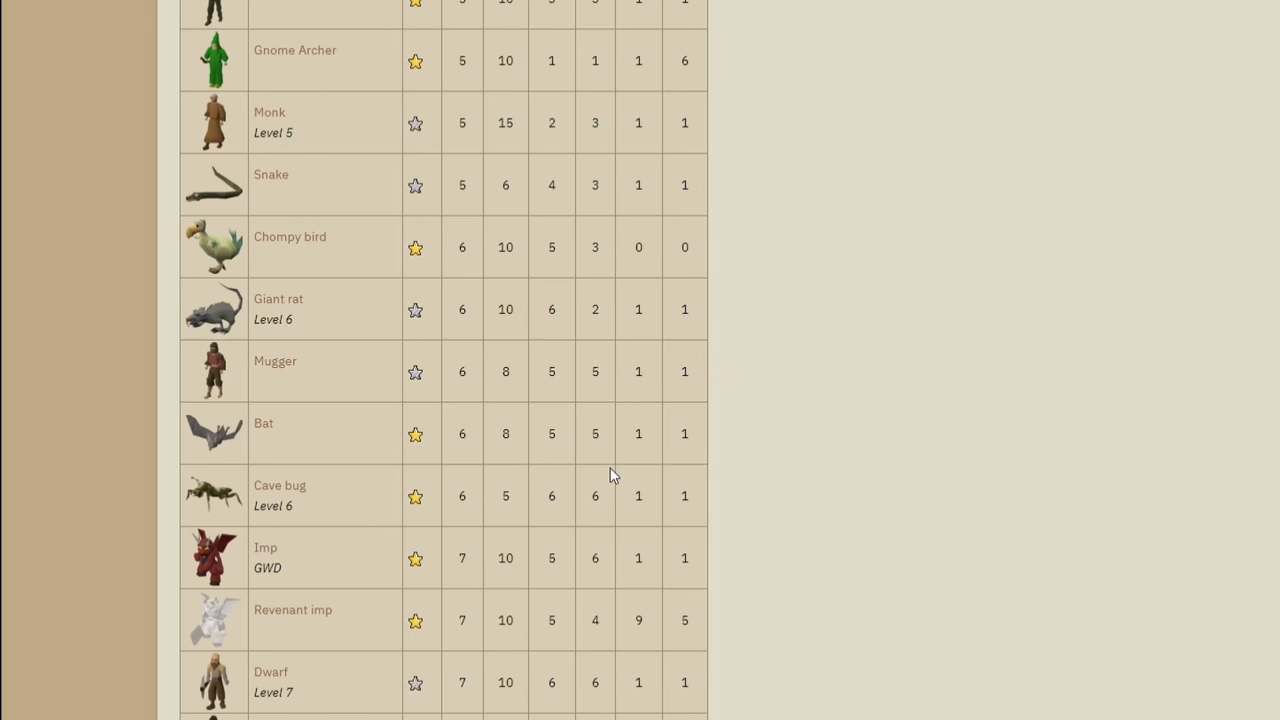 Gnome Archer 5 10 1 1 1 6
Monk 5 15 2 3 1 1
Level 5
Snake 5 6 4 3 1 1
Chompy bird 6 10 5 3 0 0
Giant rat 6 10 6 2 1 1
Level 6
Mugger 6 8 5 5 1 1
Bat 6 8 5 5 1 1
Cave bug 6 5 6 6 1 1
Level 6
Imp 7 10 5 6 1 1
GWD
Revenant imp 7 10 5 4 9 5
Dwarf 7 10 6 6 1 1
Level 7